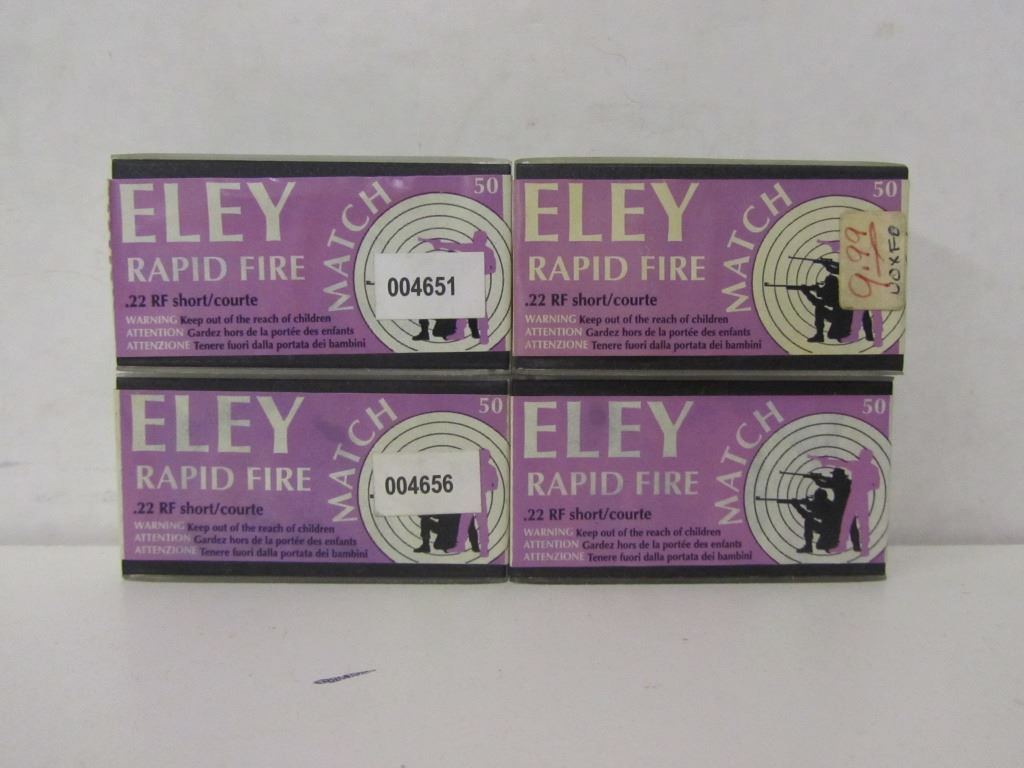 ELEY
50
RAPID FIRE
MATCH
.22 RF short/courte
004651
WARNING Keep out of the reach of children
ATTENTION Gardez hors de la portée des enfants
ATTENZIONE Tenere fuori dalla portata dei bambini
ELEY
50
RAPID FIRE
MATCH
9.99
UOXFO
.22 RF short/courte
WARNING Keep out of the reach of children
ATTENTION Gardez hors de la portée des enfants
ATTENZIONE Tenere fuori dalla portata dei bambini
ELEY
50
RAPID FIRE
MATCH
.22 RF short/courte
004656
WARNING Keep out of the reach of children
ATTENTION Gardez hors de la portée des enfants
ATTENZIONE Tenere fuori dalla portata dei bambini
ELEY
50
RAPID FIRE
MATCH
.22 RF short/courte
WARNING Keep out of the reach of children
ATTENTION Gardez hors de la portée des enfants
ATTENZIONE Tenere fuori dalla portata dei bambini